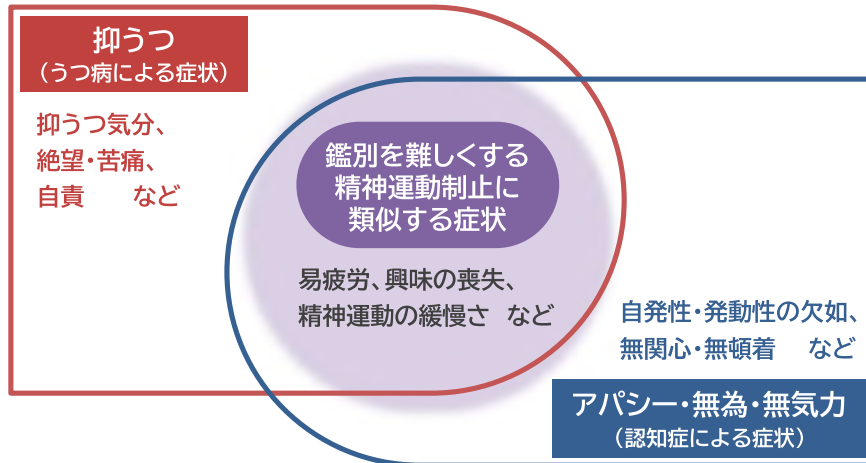 抑うつ
（うつ病による症状）
抑うつ気分、
絶望・苦痛、
自責　など
鑑別を難しくする
精神運動制止に
類似する症状
易疲労、興味の喪失、
精神運動の緩慢さ　など
自発性・発動性の欠如、
無関心・無頓着　など
アパシー・無為・無気力
（認知症による症状）